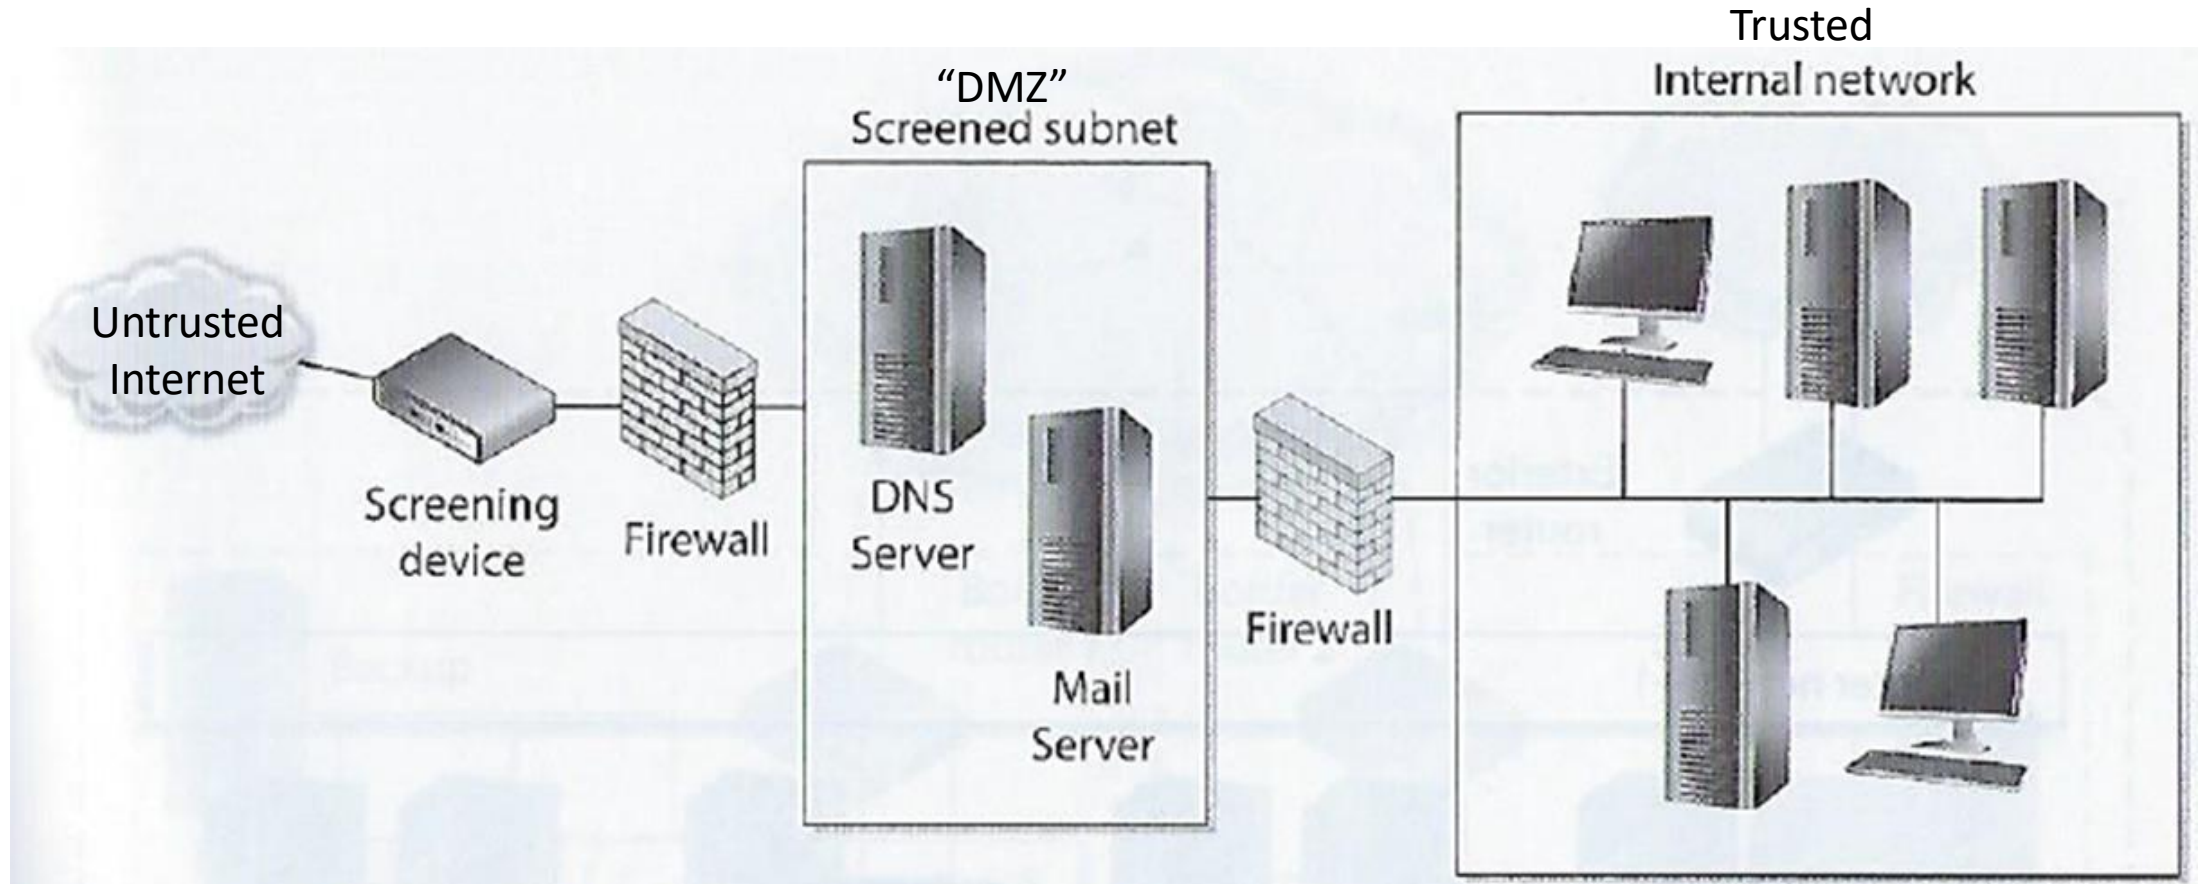 Trusted
Internal network
“DMZ”
Screened subnet
Untrusted
Internet
Screening
device
Firewall
DNS
Server
Mail
Server
Firewall